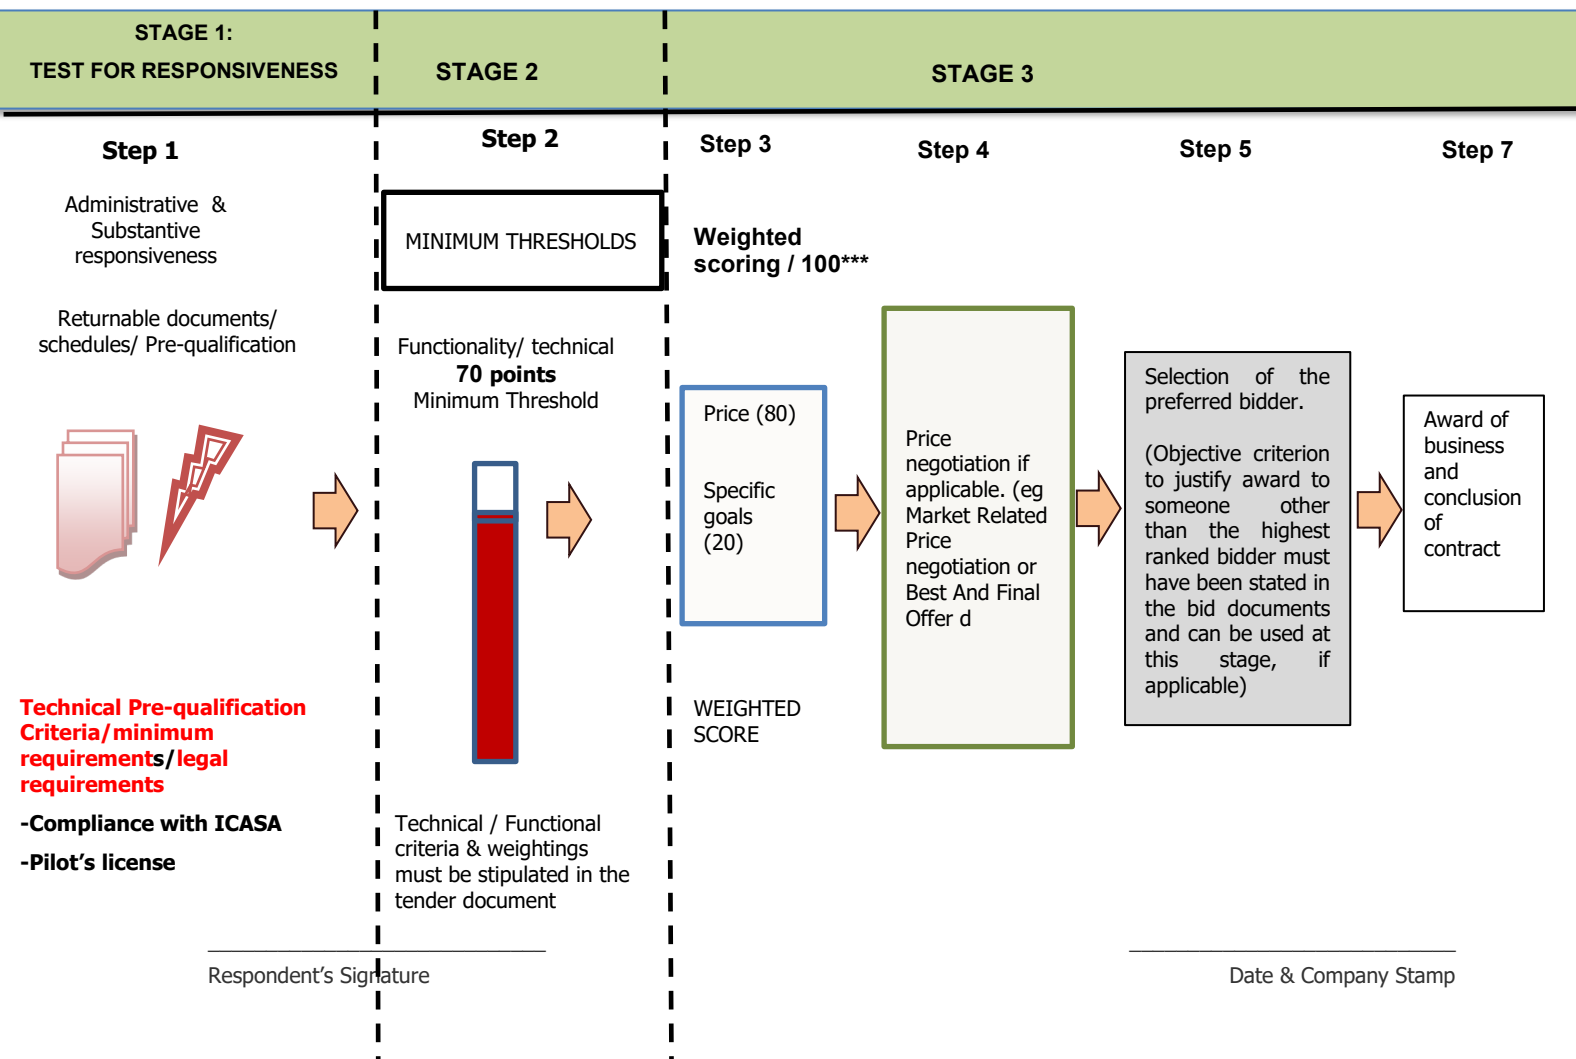 STAGE 1:
TEST FOR RESPONSIVENESS
STAGE 2
STAGE 3
Step 1
Administrative &
Substantive
responsiveness
Returnable documents/
schedules/ Pre-qualification
Technical Pre-qualification
Criteria/minimum
requirements/legal
requirements
-Compliance with ICASA
-Pilot’s license
Step 2
MINIMUM THRESHOLDS
Functionality/ technical
70 points
Minimum Threshold
Technical / Functional
criteria & weightings
must be stipulated in the
tender document
Step 3
Weighted
scoring / 100***
Price (80)
Specific
goals
(20)
WEIGHTED
SCORE
Step 4
Price
negotiation if
applicable. (eg
Market Related
Price
negotiation or
Best And Final
Offer d
Step 5
Selection of the
preferred bidder.
(Objective criterion
to justify award to
someone other
than the highest
ranked bidder must
have been stated in
the bid documents
and can be used at
this stage, if
applicable)
Step 7
Award of
business
and
conclusion
of
contract
Respondent’s Signature
Date & Company Stamp